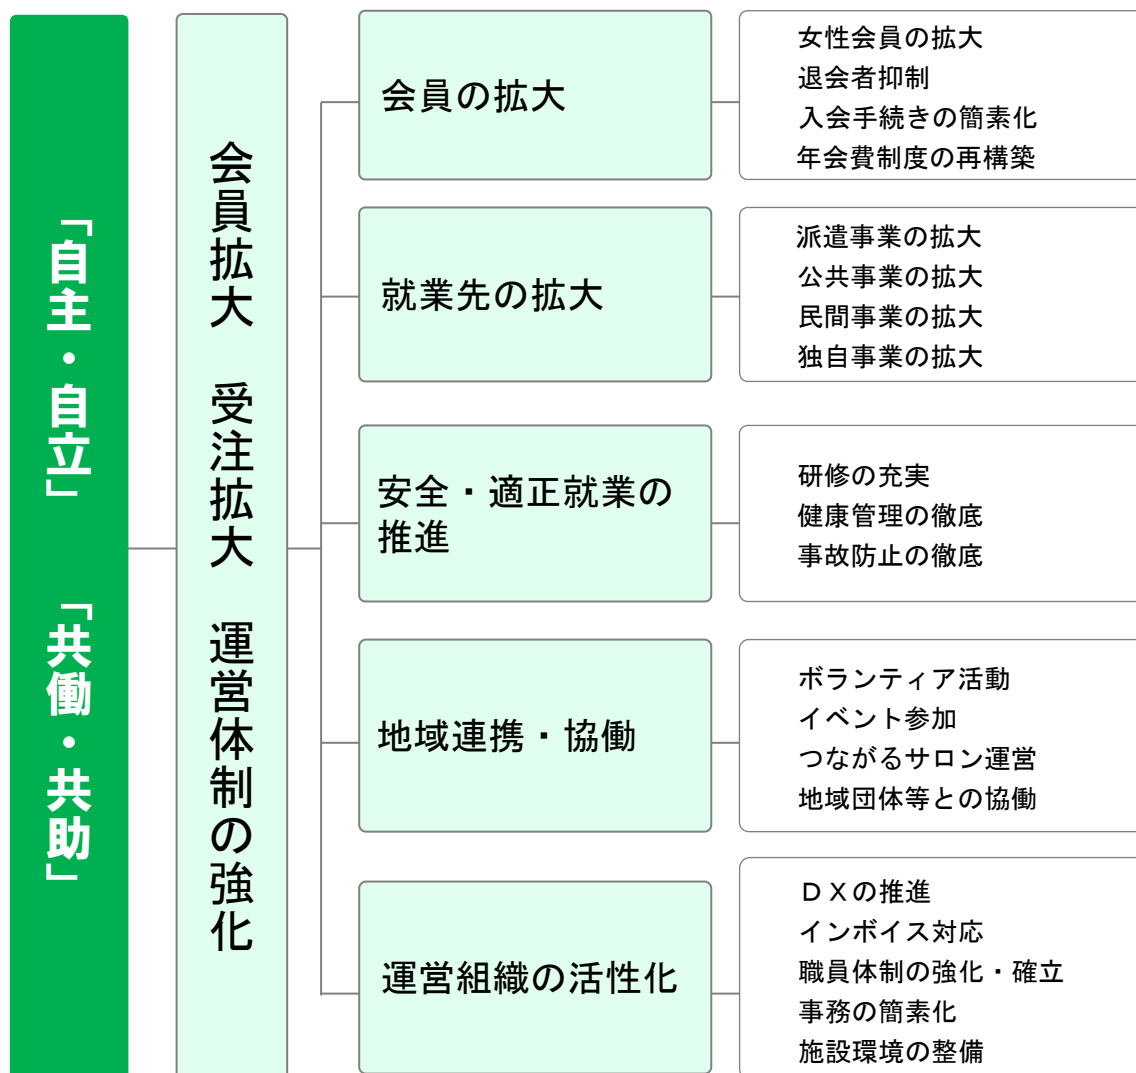 「自主・自立」　「共働・共助」
会員拡大　受注拡大　運営体制の強化
会員の拡大
女性会員の拡大
退会者抑制
入会手続きの簡素化
年会費制度の再構築
就業先の拡大
派遣事業の拡大
公共事業の拡大
民間事業の拡大
独自事業の拡大
安全・適正就業の
推進
研修の充実
健康管理の徹底
事故防止の徹底
地域連携・協働
ボランティア活動
イベント参加
つながるサロン運営
地域団体等との協働
運営組織の活性化
ＤＸの推進
インボイス対応
職員体制の強化・確立
事務の簡素化
施設環境の整備